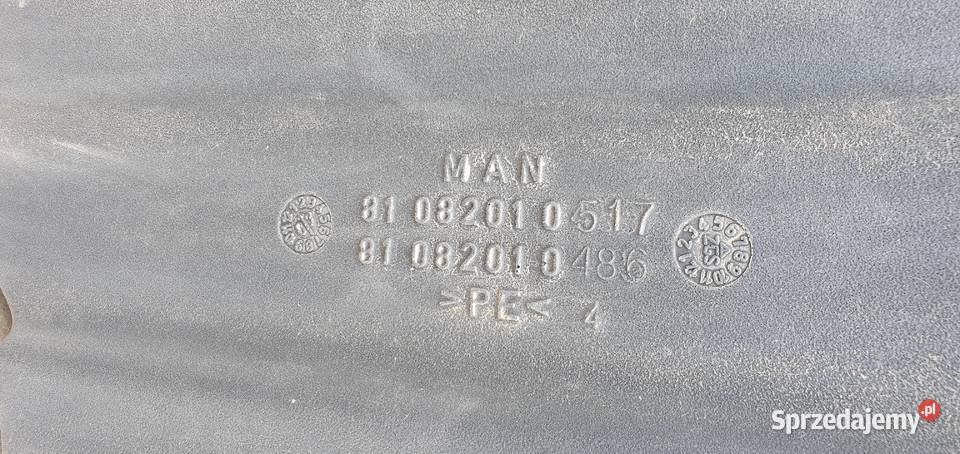 MAN
81 08201 0517
81 08201 0486
>PE< 4
Sprzedajemy.pl